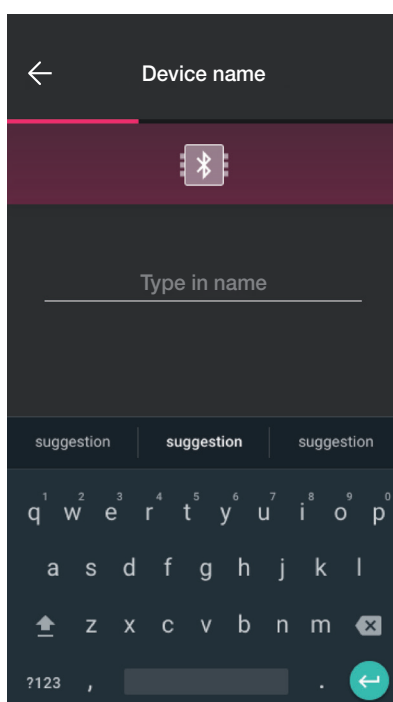 Device name
Type in name
suggestion suggestion suggestion
1 2 3 4 5 6 7 8 9 0
q w e r t y u i o p
a s d f g h j k l
z x c v b n m
?123 , .